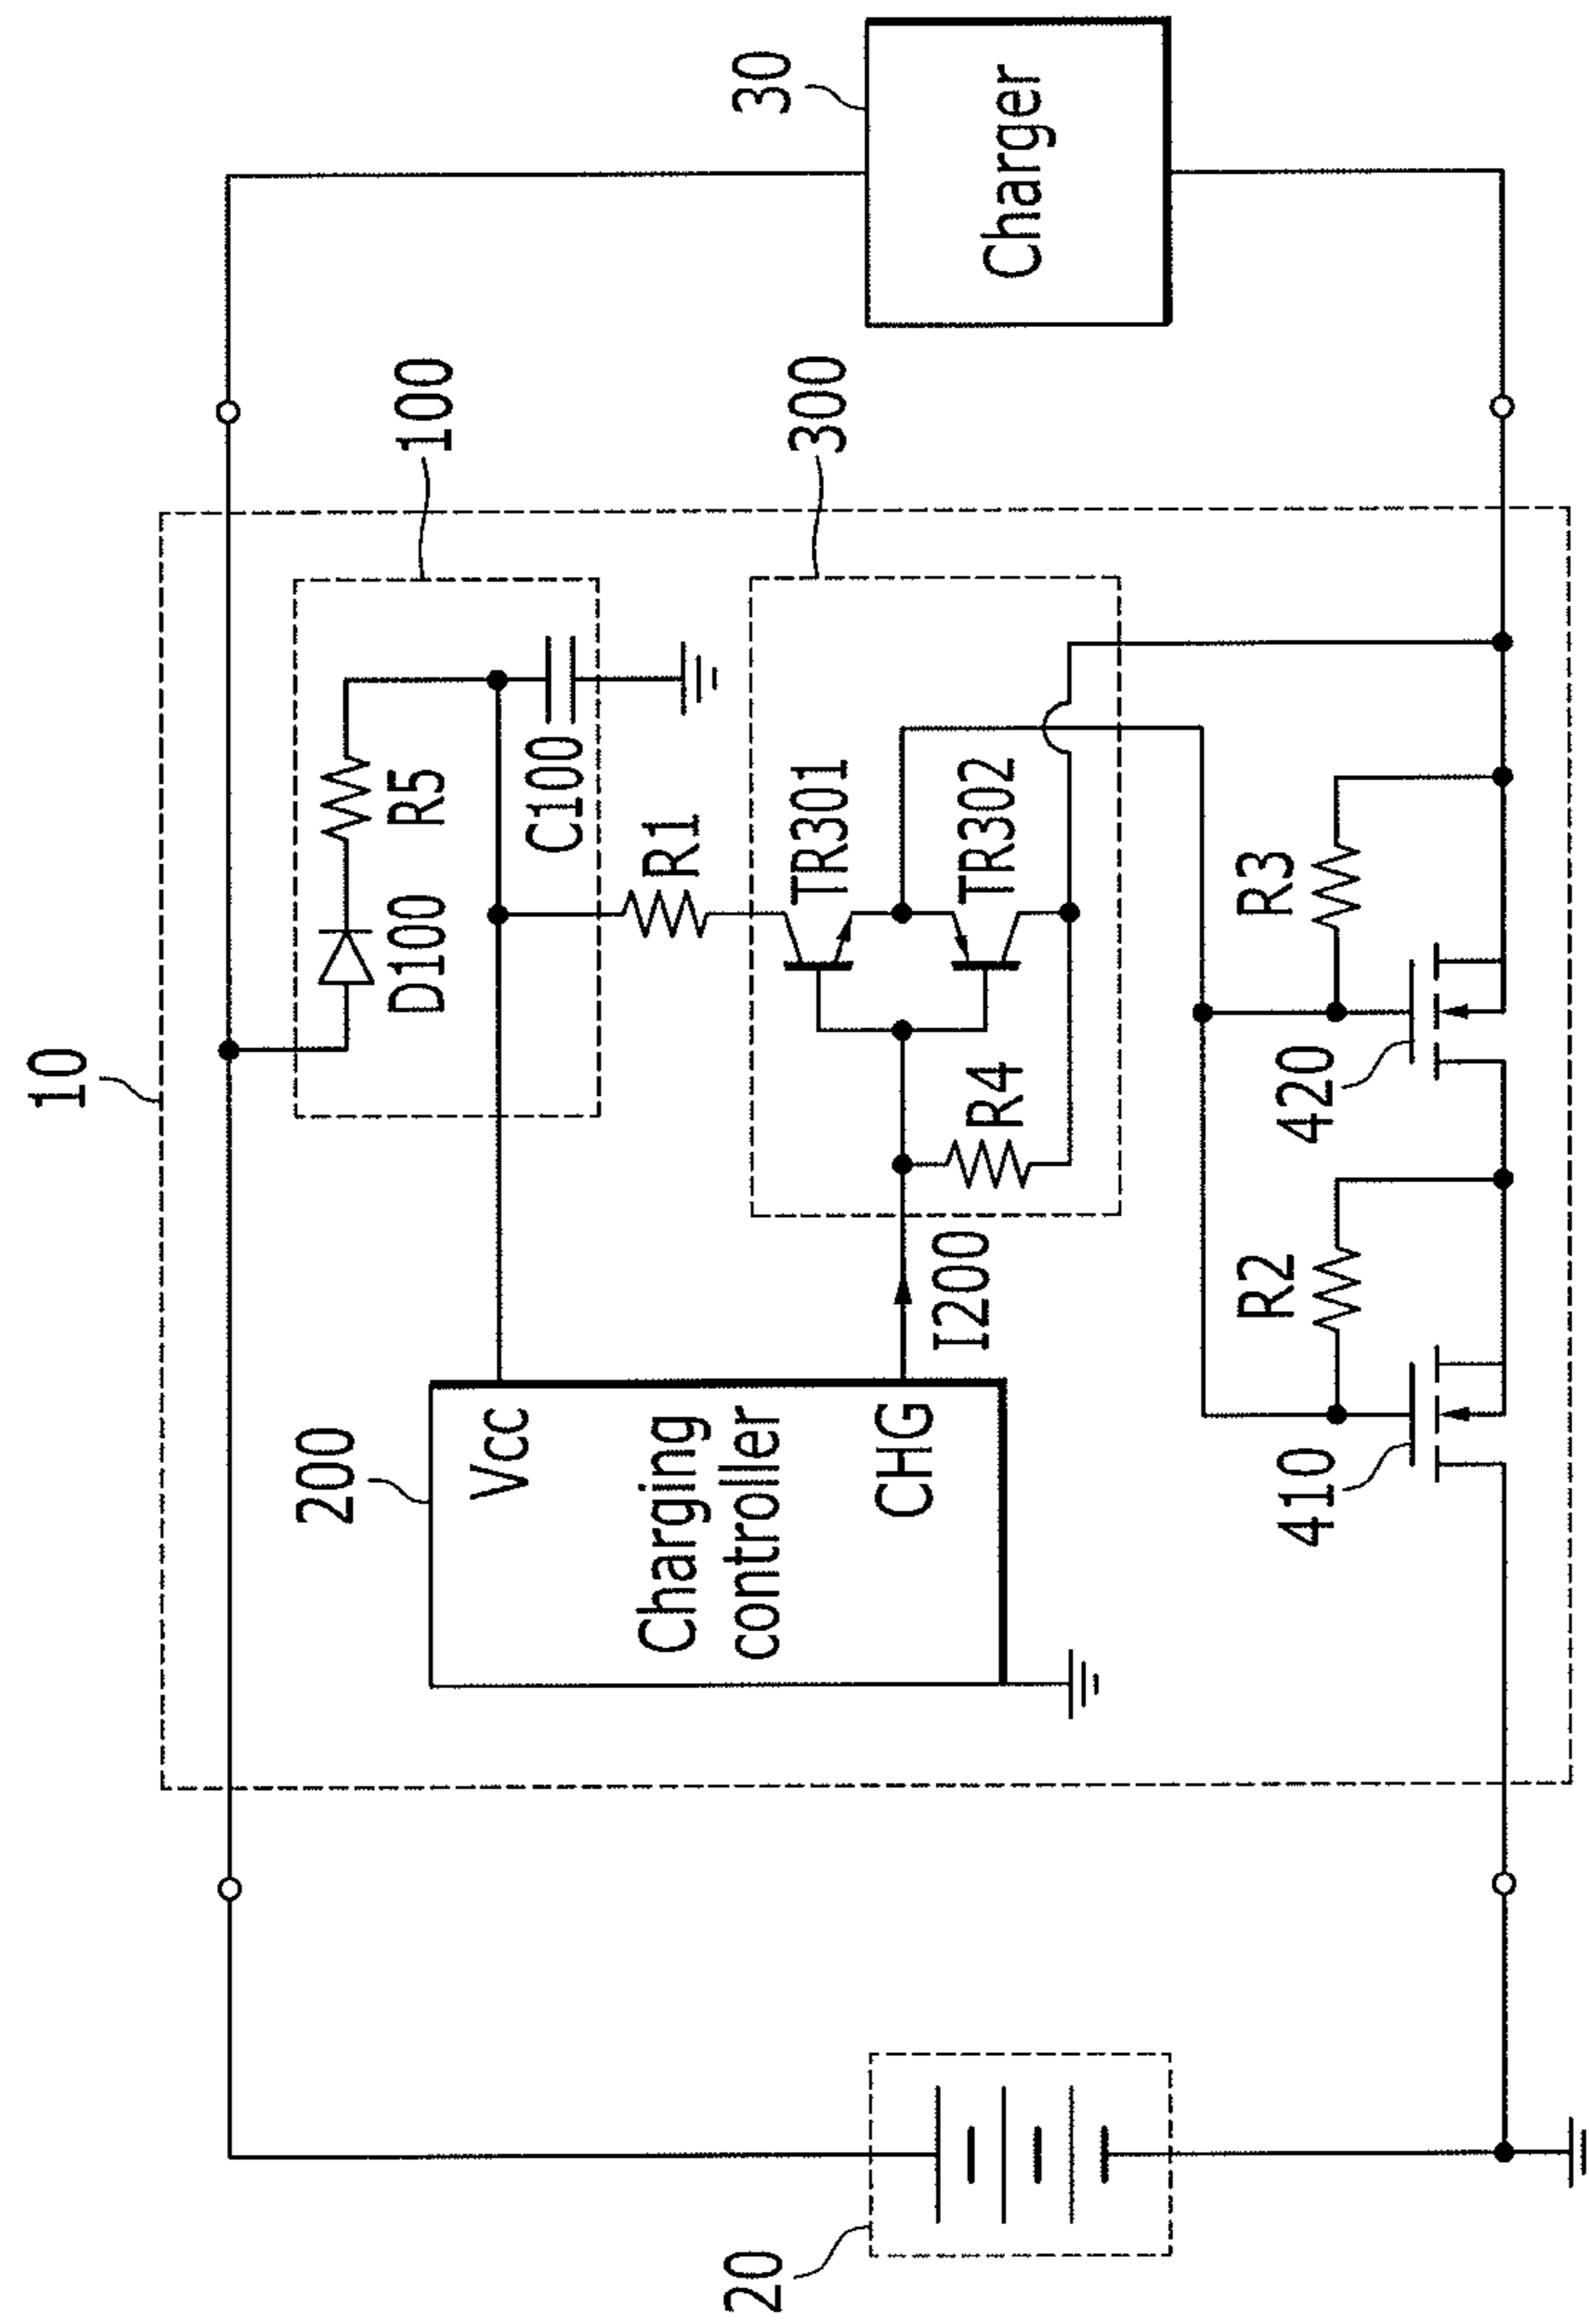 10
100
D100
R5
C100
30
Charger
200
Vcc
Charging
controller
CHG
R1
300
TR301
TR302
I200
R4
20
R2
R3
410
420